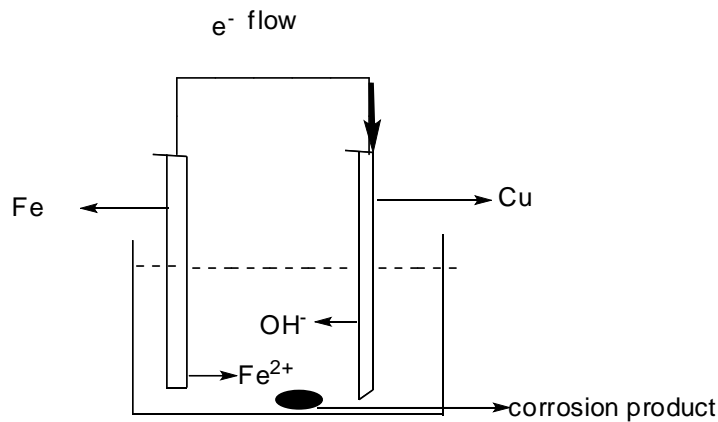 e⁻ flow
Fe
Cu
OH⁻
Fe²⁺
corrosion product